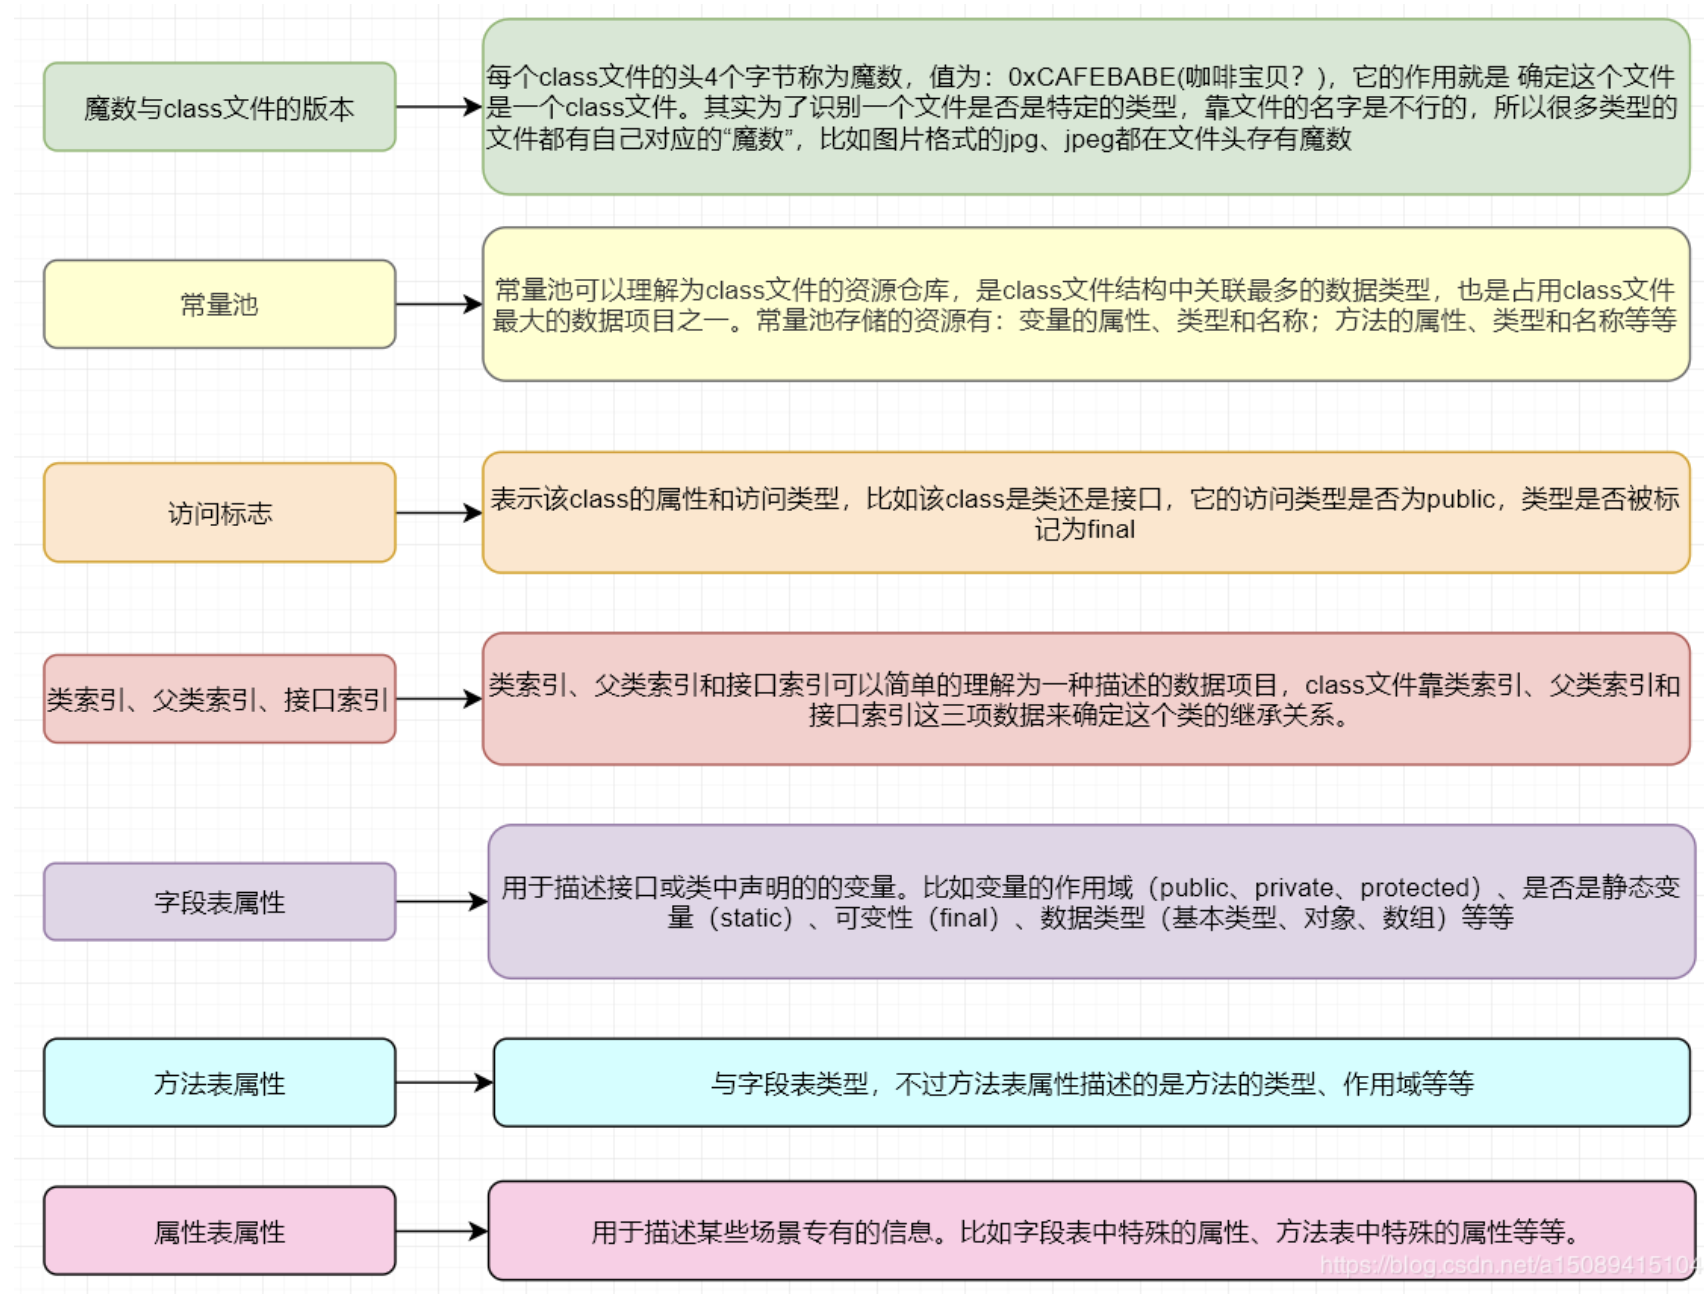 魔数与class文件的版本
每个class文件的头4个字节称为魔数，值为：0xCAFEBABE(咖啡宝贝？)，它的作用就是 确定这个文件
是一个class文件。其实为了识别一个文件是否是特定的类型，靠文件的名字是不行的，所以很多类型的
文件都有自己对应的“魔数”，比如图片格式的jpg、jpeg都在文件头存有魔数
常量池
常量池可以理解为class文件的资源仓库，是class文件结构中关联最多的数据类型，也是占用class文件
最大的数据项目之一。常量池存储的资源有：变量的属性、类型和名称；方法的属性、类型和名称等等
访问标志
表示该class的属性和访问类型，比如该class是类还是接口，它的访问类型是否为public，类型是否被标
记为final
类索引、父类索引、接口索引
类索引、父类索引和接口索引可以简单的理解为一种描述的数据项目，class文件靠类索引、父类索引和
接口索引这三项数据来确定这个类的继承关系。
字段表属性
用于描述接口或类中声明的的变量。比如变量的作用域（public、private、protected）、是否是静态变
量（static）、可变性（final）、数据类型（基本类型、对象、数组）等等
方法表属性
与字段表类型，不过方法表属性描述的是方法的类型、作用域等等
属性表属性
用于描述某些场景专有的信息。比如字段表中特殊的属性、方法表中特殊的属性等等。
https://blog.csdn.net/a15089415104